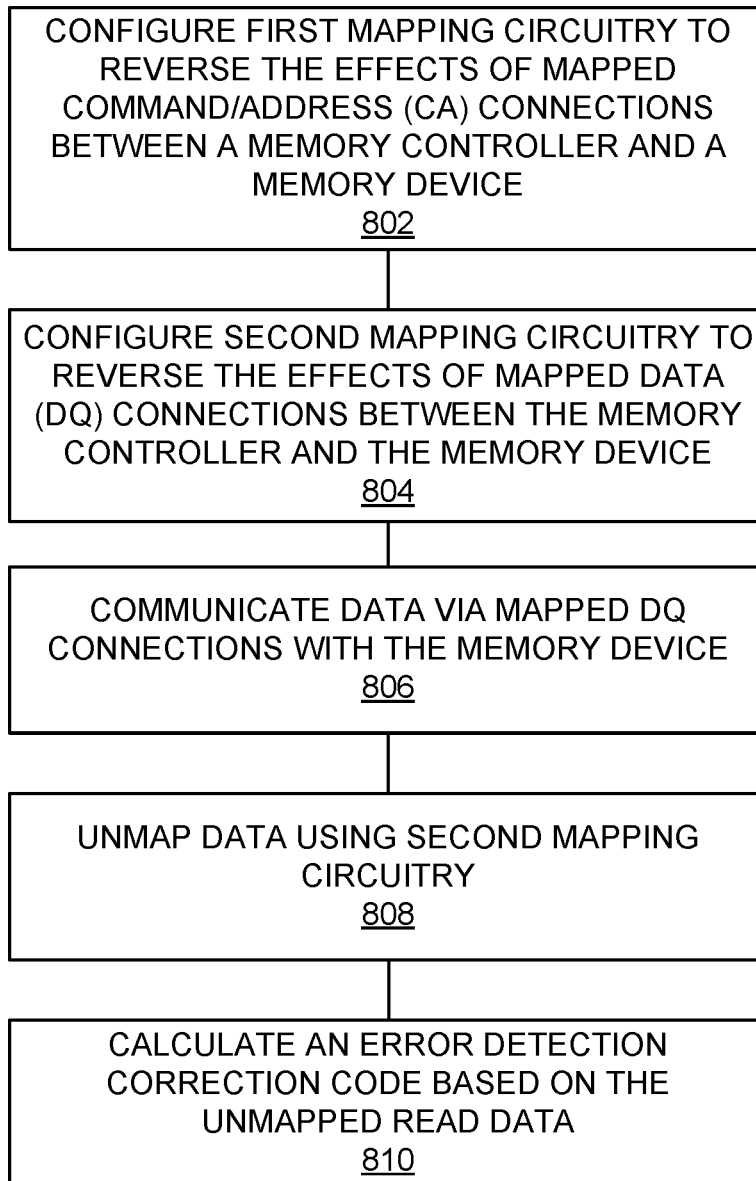 CONFIGURE FIRST MAPPING CIRCUITRY TO
REVERSE THE EFFECTS OF MAPPED
COMMAND/ADDRESS (CA) CONNECTIONS
BETWEEN A MEMORY CONTROLLER AND A
MEMORY DEVICE
802
CONFIGURE SECOND MAPPING CIRCUITRY TO
REVERSE THE EFFECTS OF MAPPED DATA
(DQ) CONNECTIONS BETWEEN THE MEMORY
CONTROLLER AND THE MEMORY DEVICE
804
COMMUNICATE DATA VIA MAPPED DQ
CONNECTIONS WITH THE MEMORY DEVICE
806
UNMAP DATA USING SECOND MAPPING
CIRCUITRY
808
CALCULATE AN ERROR DETECTION
CORRECTION CODE BASED ON THE
UNMAPPED READ DATA
810